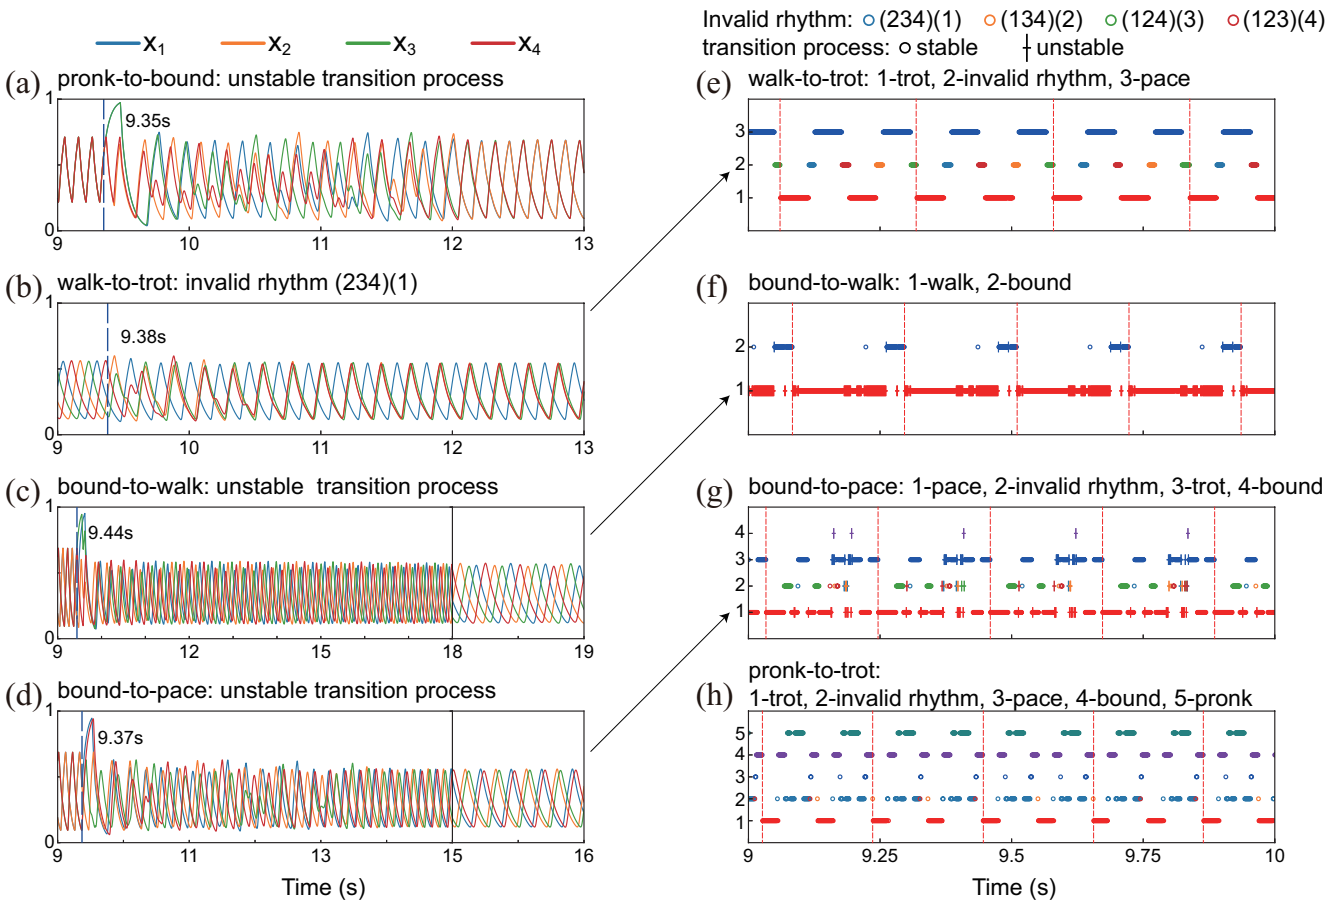 X1 X2 X3 X4
Invalid rhythm: (234)(1) (134)(2) (124)(3) (123)(4)
transition process: stable unstable
(a) pronk-to-bound: unstable transition process
1
9.35s
0
9 10 11 12 13
(b) walk-to-trot: invalid rhythm (234)(1)
1
9.38s
0
9 10 11 12 13
(c) bound-to-walk: unstable transition process
1
9.44s
0
9 12 15 18 19
(d) bound-to-pace: unstable transition process
1
9.37s
0
9 11 13 15 16
Time (s)
(e) walk-to-trot: 1-trot, 2-invalid rhythm, 3-pace
3
2
1
(f) bound-to-walk: 1-walk, 2-bound
2
1
(g) bound-to-pace: 1-pace, 2-invalid rhythm, 3-trot, 4-bound
4
3
2
1
(h) pronk-to-trot:
1-trot, 2-invalid rhythm, 3-pace, 4-bound, 5-pronk
5
4
3
2
1
9 9.25 9.5 9.75 10
Time (s)